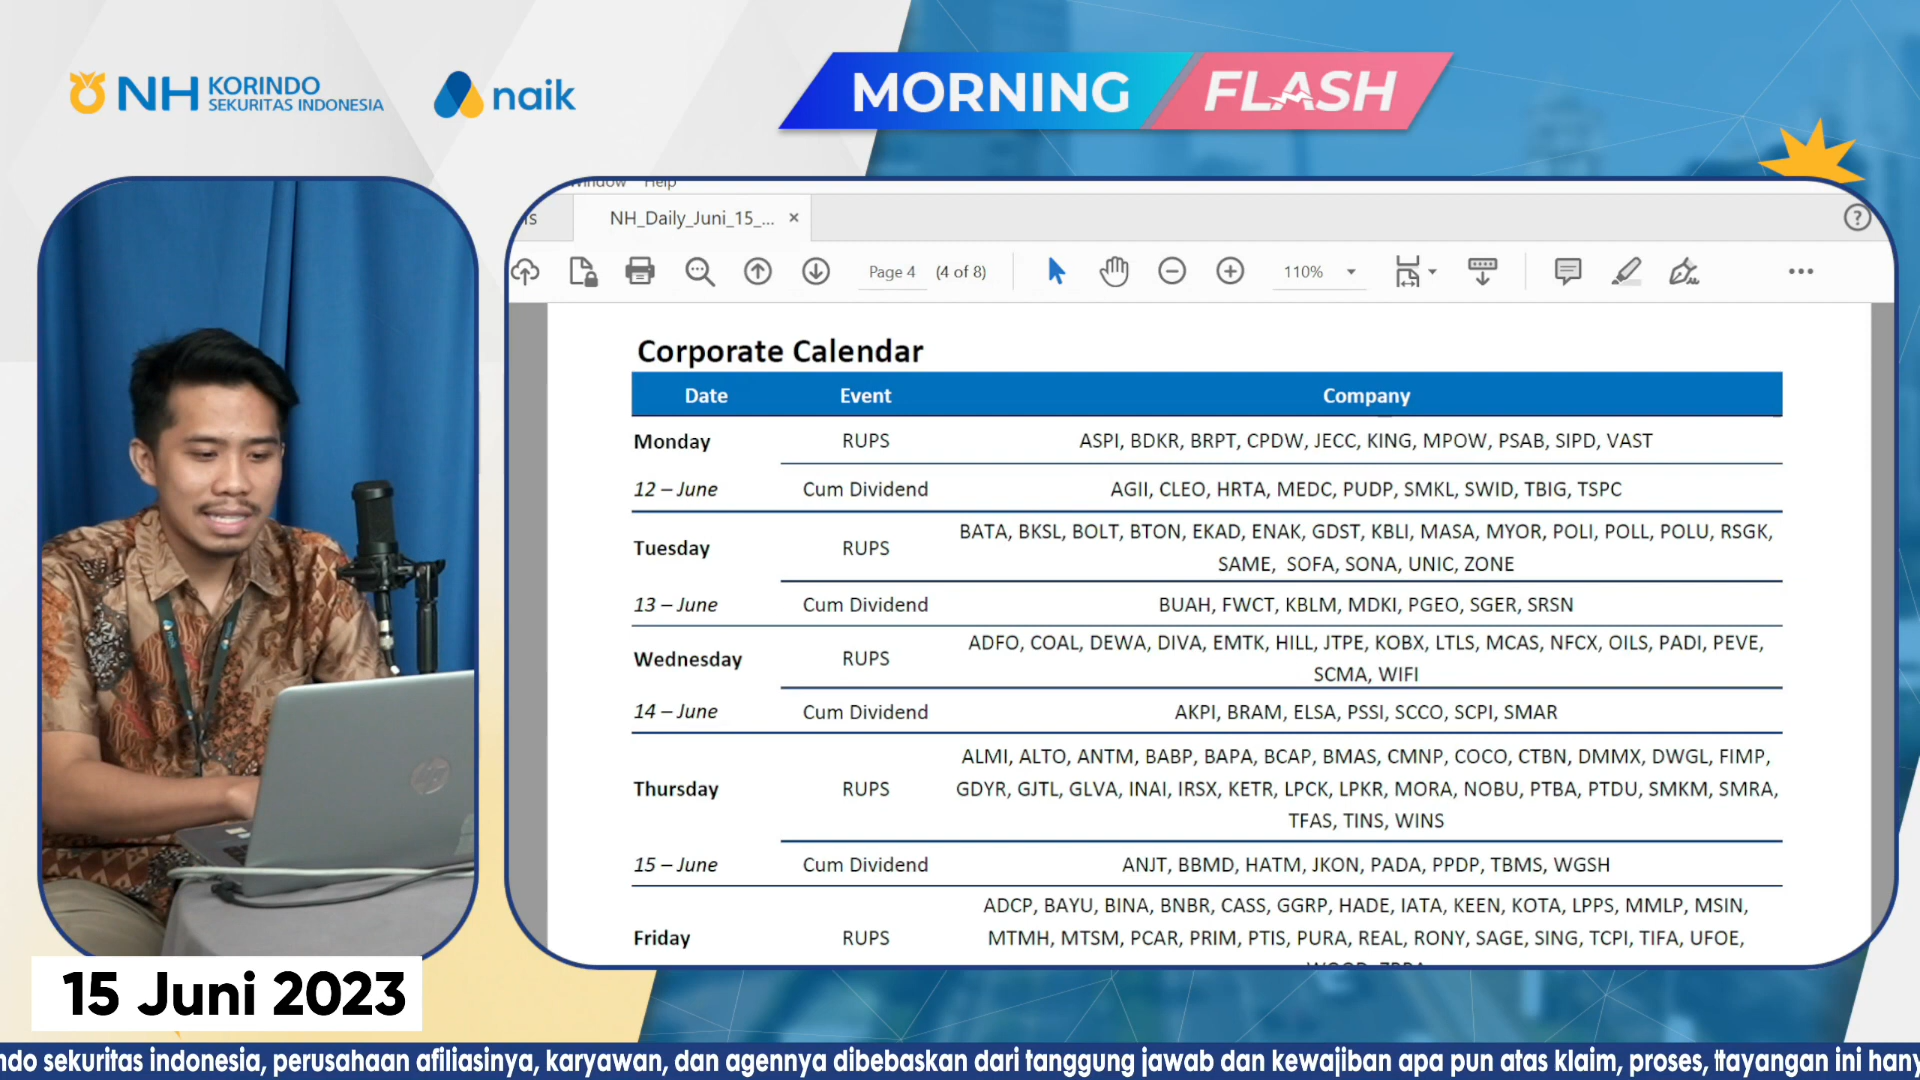 NH KORINDO
SEKURITAS INDONESIA
naik
MORNING FLASH
Window Help
NH_Daily_Juni_15_...
Page 4 (4 of 8)
110%
Corporate Calendar
Date Event Company
Monday RUPS ASPI, BDKR, BRPT, CPDW, JECC, KING, MPOW, PSAB, SIPD, VAST
12 – June Cum Dividend AGII, CLEO, HRTA, MEDC, PUDP, SMKL, SWID, TBIG, TSPC
Tuesday RUPS BATA, BKSL, BOLT, BTON, EKAD, ENAK, GDST, KBLI, MASA, MYOR, POLI, POLL, POLU, RSGK,
SAME, SOFA, SONA, UNIC, ZONE
13 – June Cum Dividend BUAH, FWCT, KBLM, MDKI, PGEO, SGER, SRSN
Wednesday RUPS ADFO, COAL, DEWA, DIVA, EMTK, HILL, JTPE, KOBX, LTLS, MCAS, NFCX, OILS, PADI, PEVE,
SCMA, WIFI
14 – June Cum Dividend AKPI, BRAM, ELSA, PSSI, SCCO, SCPI, SMAR
Thursday RUPS ALMI, ALTO, ANTM, BABP, BAPA, BCAP, BMAS, CMNP, COCO, CTBN, DMMX, DWGL, FIMP,
GDYR, GJTL, GLVA, INAI, IRSX, KETR, LPCK, LPKR, MORA, NOBU, PTBA, PTDU, SMKM, SMRA,
TFAS, TINS, WINS
15 – June Cum Dividend ANJT, BBMD, HATM, JKON, PADA, PPDP, TBMS, WGSH
Friday RUPS ADCP, BAYU, BINA, BNBR, CASS, GGRP, HADE, IATA, KEEN, KOTA, LPPS, MMLP, MSIN,
MTMH, MTSM, PCAR, PRIM, PTIS, PURA, REAL, RONY, SAGE, SING, TCPI, TIFA, UFOE,
15 Juni 2023
ndo sekuritas indonesia, perusahaan afiliasinya, karyawan, dan agennya dibebaskan dari tanggung jawab dan kewajiban apa pun atas klaim, proses, tayangan ini hany